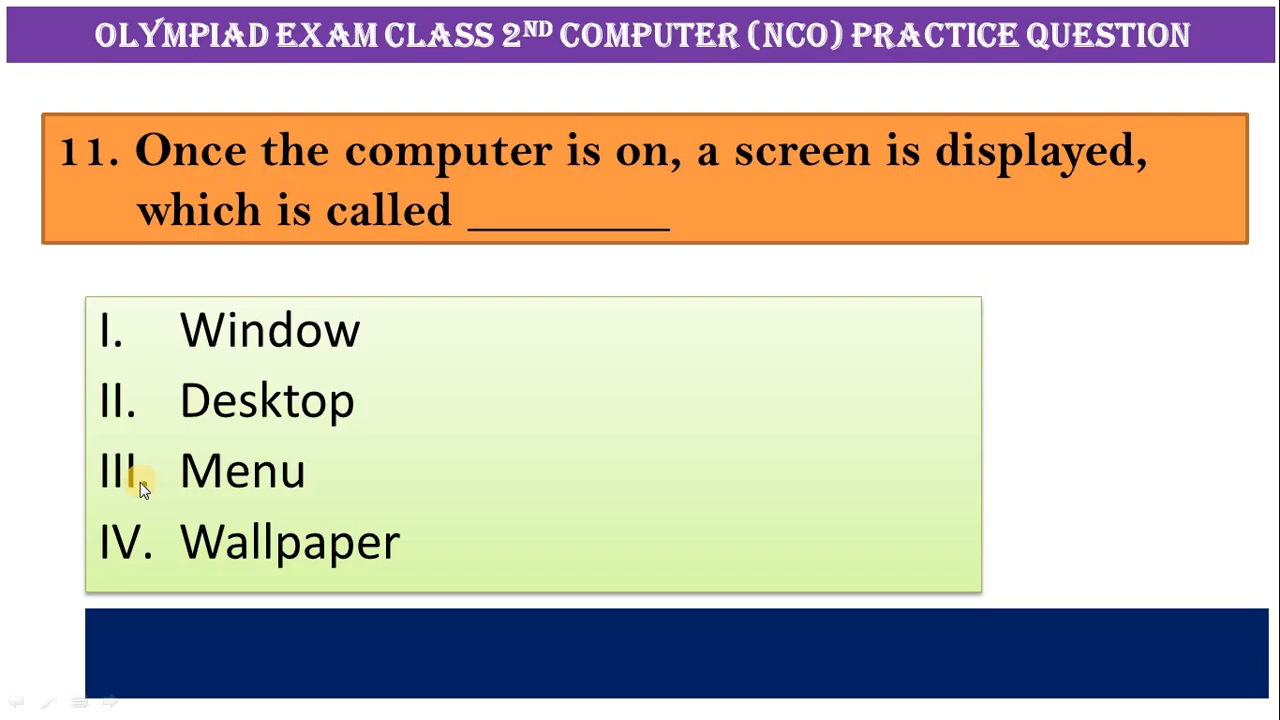 OLYMPIAD EXAM CLASS 2ND COMPUTER (NCO) PRACTICE QUESTION
11. Once the computer is on, a screen is displayed,
which is called _________
I. Window
II. Desktop
III. Menu
IV. Wallpaper